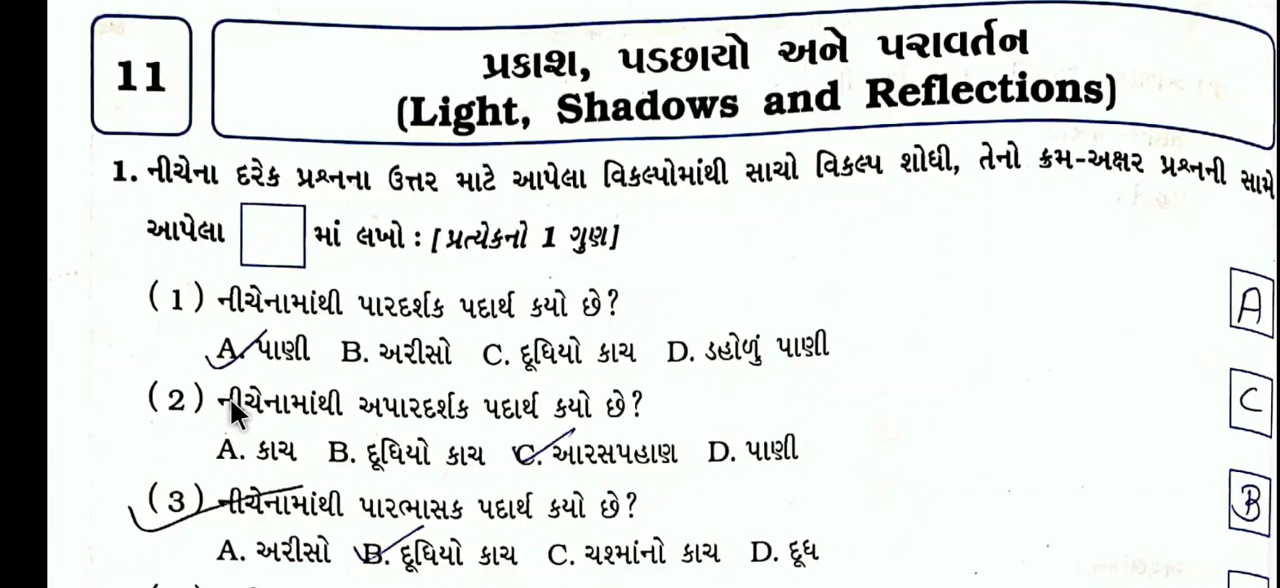 11
પ્રકાશ, પડછાયો અને પરાવર્તન
(Light, Shadows and Reflections)
1. નીચેના દરેક પ્રશ્નના ઉત્તર માટે આપેલા વિકલ્પોમાંથી સાચો વિકલ્પ શોધી, તેનો ક્રમ-અક્ષર પ્રશ્નની સામે
આપેલા માં લખો : [પ્રત્યેકનો 1 ગુણ]
(1) નીચેનામાંથી પારદર્શક પદાર્થ કયો છે? A
A. પાણી B. અરીસો C. દૂધિયો કાચ D. ડહોળું પાણી
(2) નીચેનામાંથી અપારદર્શક પદાર્થ કયો છે? C
A. કાચ B. દૂધિયો કાચ C. આરસપહાણ D. પાણી
(3) નીચેનામાંથી પારભાસક પદાર્થ કયો છે? B
A. અરીસો B. દૂધિયો કાચ C. ચશ્માંનો કાચ D. દૂધ